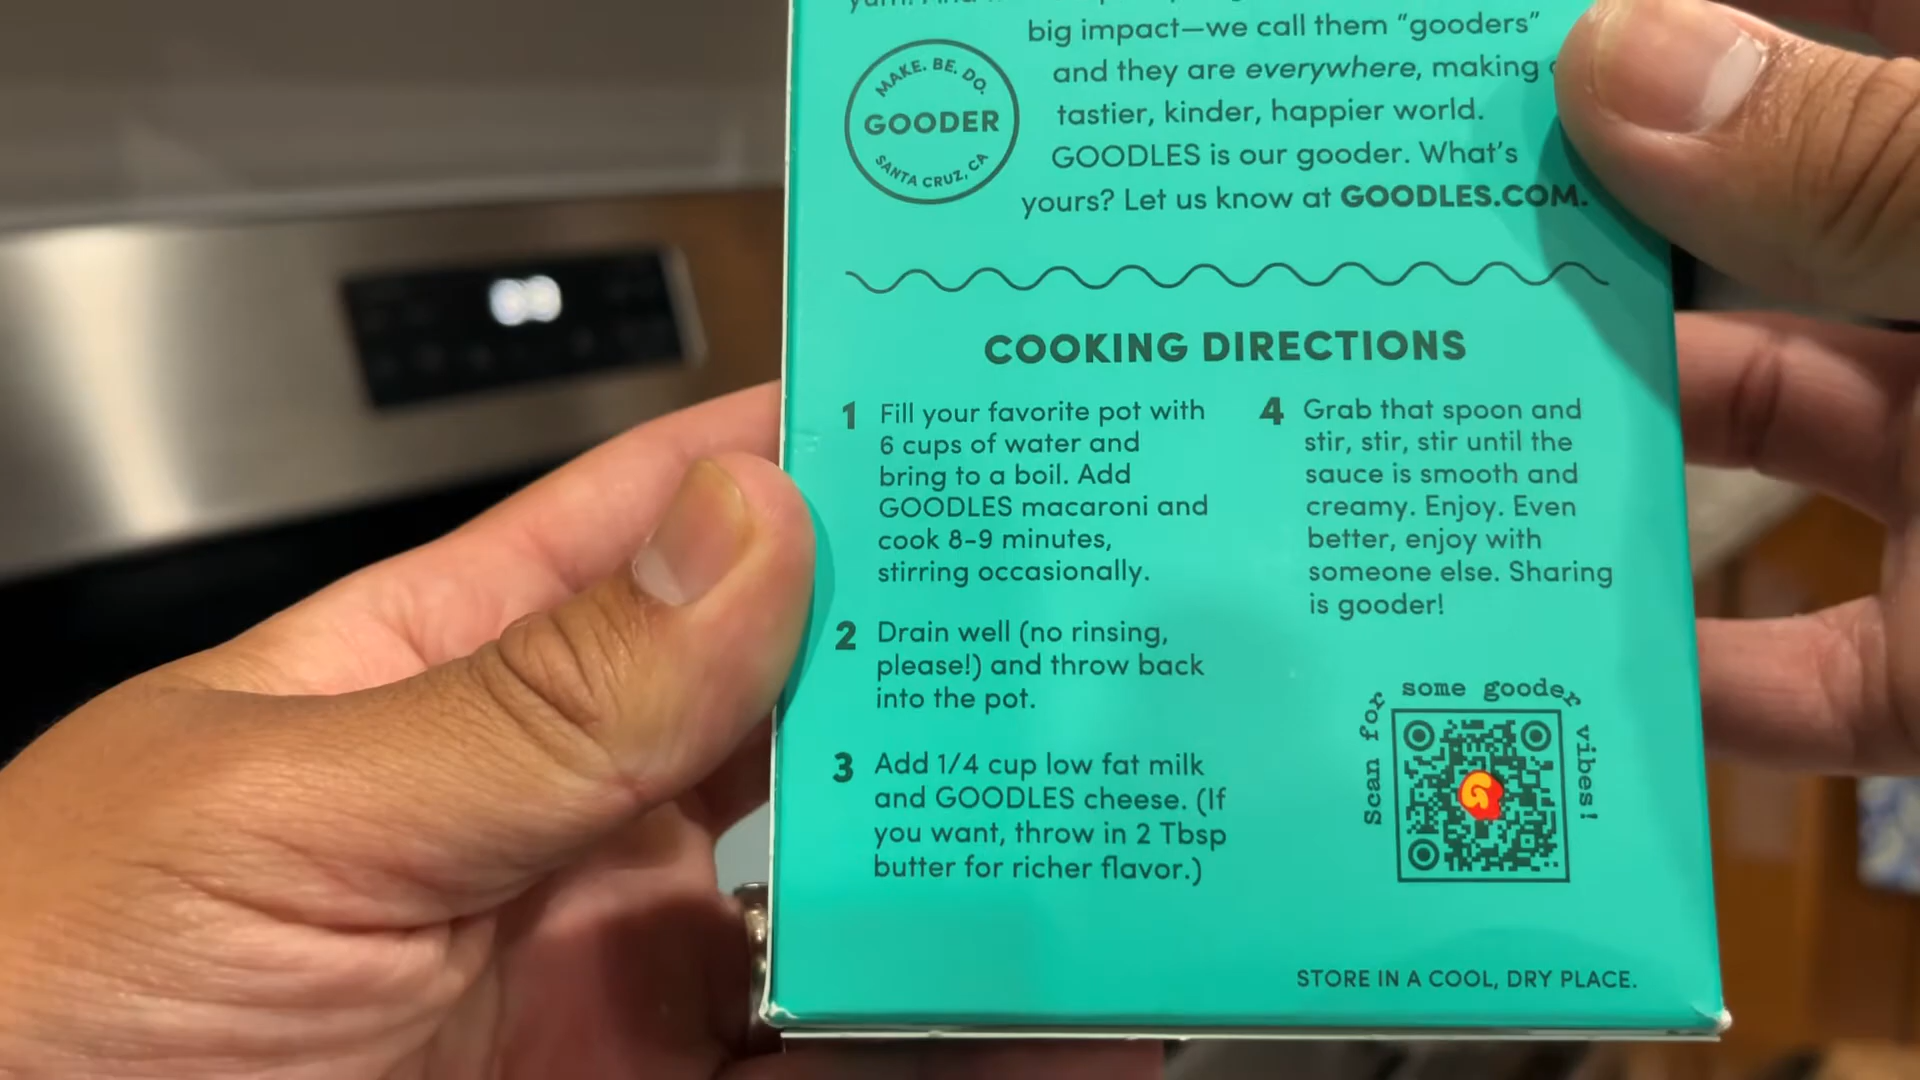 big impact—we call them "gooders"
and they are everywhere, making
tastier, kinder, happier world.
GOODLES is our gooder. What's
yours? Let us know at GOODLES.COM.
MAKE. BE. DO.
GOODER
SANTA CRUZ, CA
COOKING DIRECTIONS
1 Fill your favorite pot with
6 cups of water and
bring to a boil. Add
GOODLES macaroni and
cook 8-9 minutes,
stirring occasionally.
2 Drain well (no rinsing,
please!) and throw back
into the pot.
3 Add 1/4 cup low fat milk
and GOODLES cheese. (If
you want, throw in 2 Tbsp
butter for richer flavor.)
4 Grab that spoon and
stir, stir, stir until the
sauce is smooth and
creamy. Enjoy. Even
better, enjoy with
someone else. Sharing
is gooder!
Scan for some gooder vibes!
STORE IN A COOL, DRY PLACE.